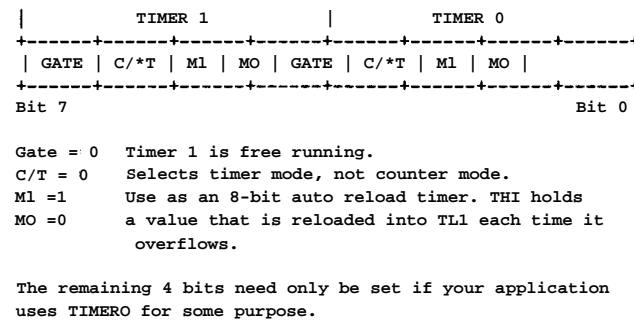 | TIMER 1 | TIMER 0
+------+------+------+------+------+------+------+------+
| GATE | C/*T | Ml | MO | GATE | C/*T | Ml | MO |
+------+------+------+------+------+------+------+------+
Bit 7 Bit 0
Gate = 0 Timer 1 is free running.
C/T = 0 Selects timer mode, not counter mode.
Ml =1 Use as an 8-bit auto reload timer. THI holds
MO =0 a value that is reloaded into TL1 each time it
overflows.
The remaining 4 bits need only be set if your application
uses TIMERO for some purpose.